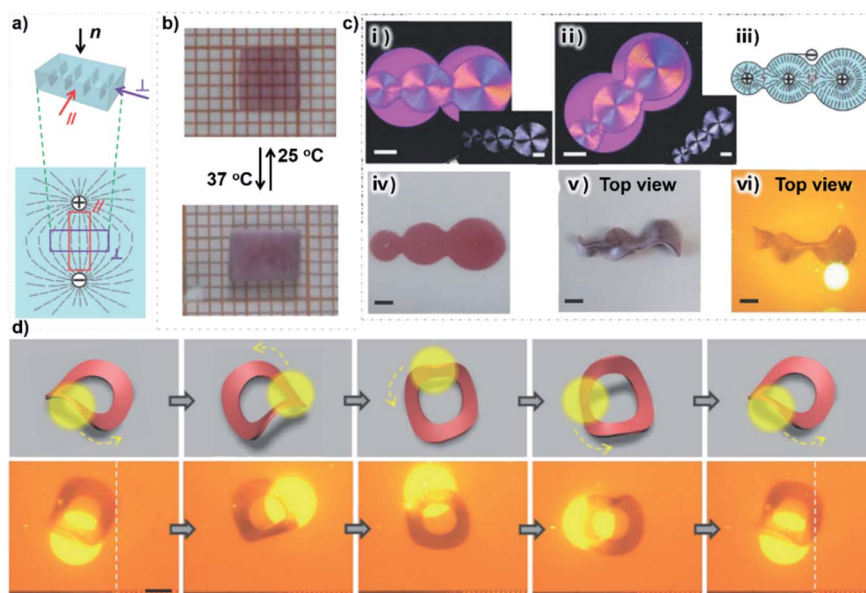 a)
n
⊥
//
⊕
//
⊥
⊖
b)
25 °C
37 °C
c)
i)
ii)
iii)
⊖
⊕
⊕
⊕
iv)
v)
Top view
vi)
Top view
d)